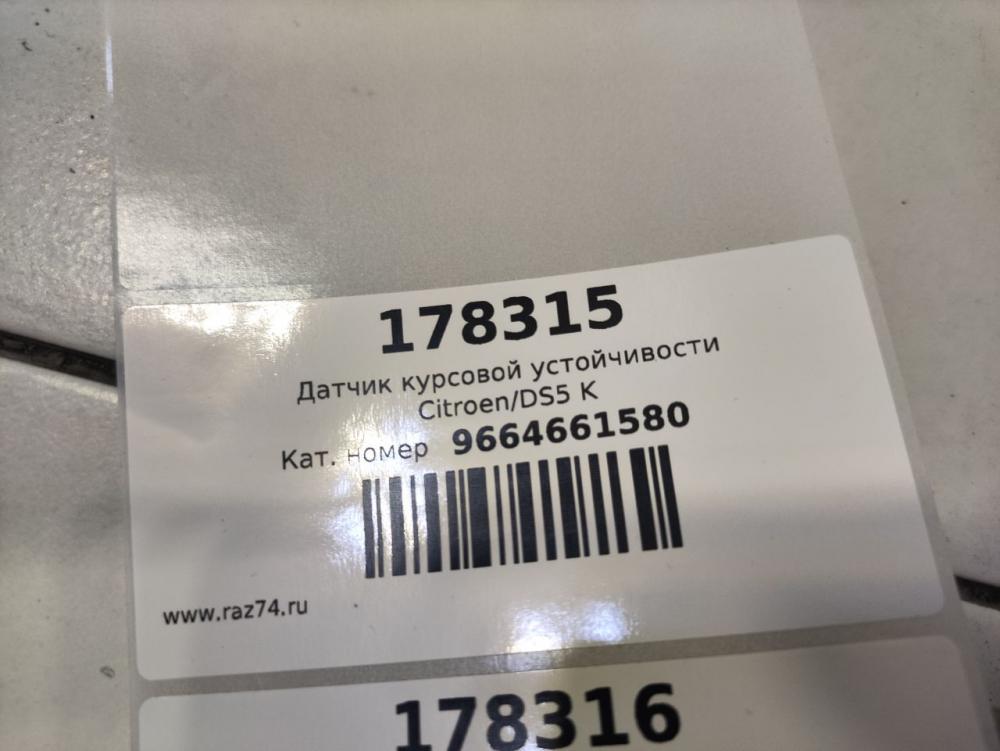 178315
Датчик курсовой устойчивости
Citroen/DS5 K
Кат. номер 9664661580
www.raz74.ru
178316